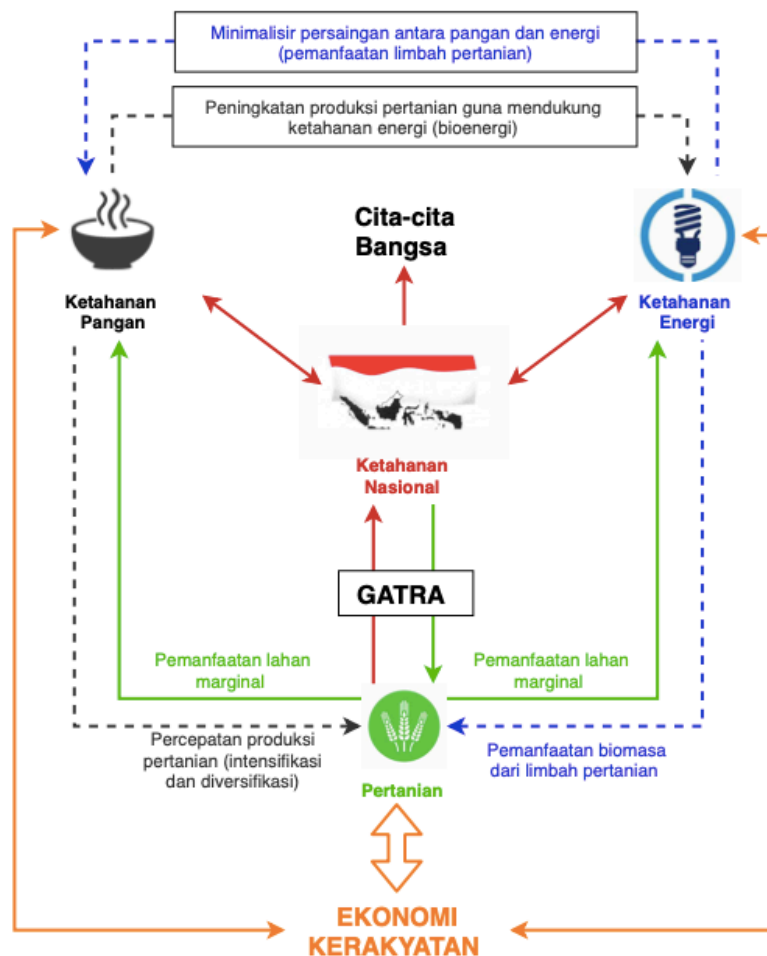 Minimalisir persaingan antara pangan dan energi
(pemanfaatan limbah pertanian)
Peningkatan produksi pertanian guna mendukung
ketahanan energi (bioenergi)
Cita-cita
Bangsa
Ketahanan
Pangan
Ketahanan
Energi
Ketahanan
Nasional
GATRA
Pemanfaatan lahan
marginal
Pemanfaatan lahan
marginal
Percepatan produksi
pertanian (intensifikasi
dan diversifikasi)
Pemanfaatan biomasa
dari limbah pertanian
Pertanian
EKONOMI
KERAKYATAN